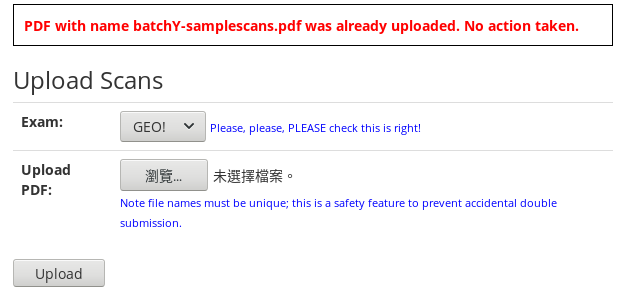 PDF with name batchY-samplescans.pdf was already uploaded. No action taken.
Upload Scans
Exam: GEO! Please, please, PLEASE check this is right!
Upload PDF: 瀏覽... 未選擇檔案。
Note file names must be unique; this is a safety feature to prevent accidental double
submission.
Upload